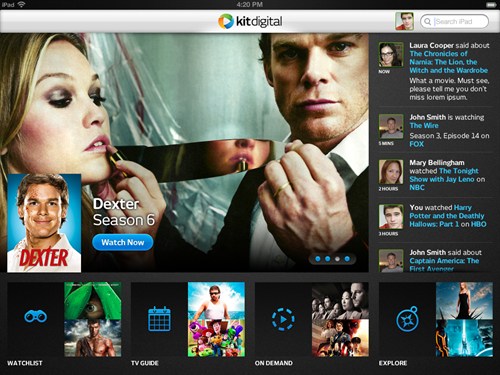 iPad
4:20 PM
kitdigital
Search iPad
Laura Cooper said about
The Chronicles of
Narnia: The Lion, the
Witch and the Wardrobe
What a movie. Must see,
please tell me you don't
miss lorem ipsum.
NOW
John Smith is watching
The Wire
Season 3, Episode 14 on
FOX
5 MINS
Mary Bellingham
watched The Tonight
Show with Jay Leno on
NBC
2 HOURS
You watched Harry
Potter and the Deathly
Hallows: Part 1 on HBO
3 HOURS
John Smith said about
Captain America: The
First Avenger
Dexter
Season 6
Watch Now
DEXTER
WATCHLIST
TV GUIDE
ON DEMAND
EXPLORE